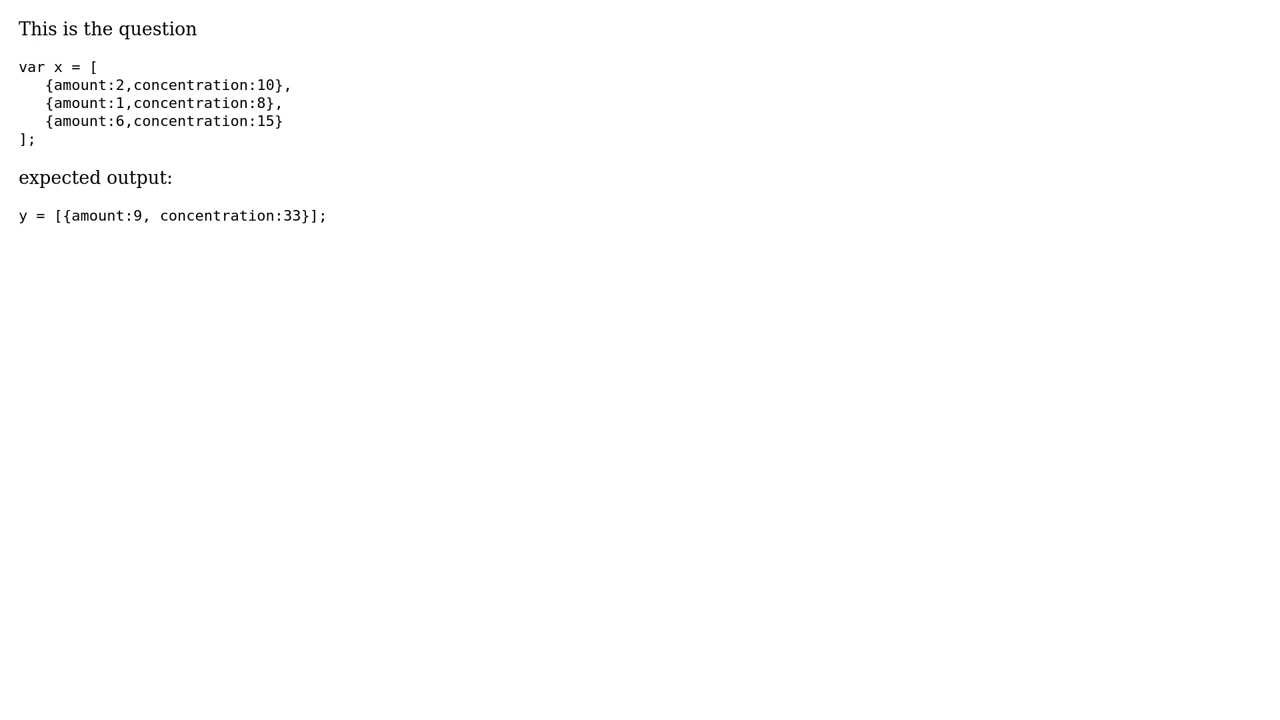 This is the question
var x = [
   {amount:2,concentration:10},
   {amount:1,concentration:8},
   {amount:6,concentration:15}
];
expected output:
y = [{amount:9, concentration:33}];